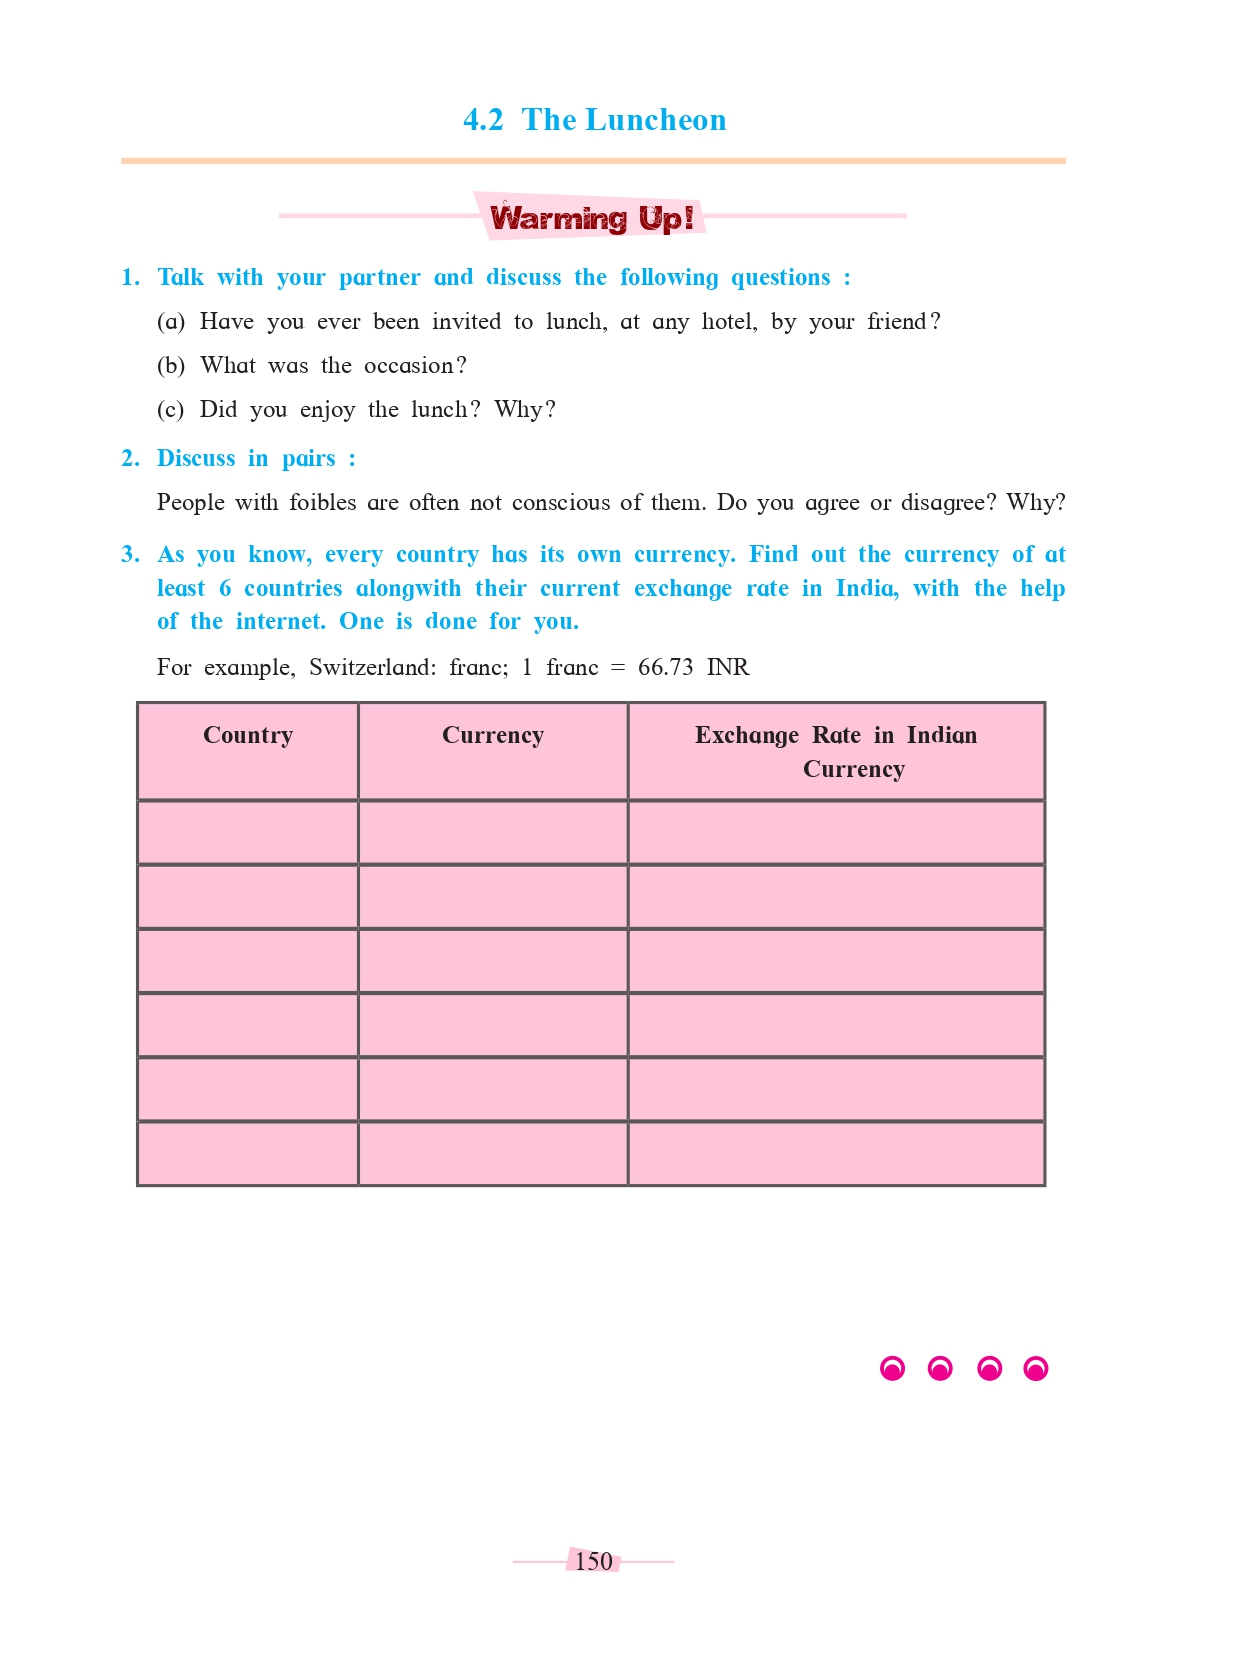 4.2 The Luncheon
Warming Up!
1. Talk with your partner and discuss the following questions :
(a) Have you ever been invited to lunch, at any hotel, by your friend?
(b) What was the occasion?
(c) Did you enjoy the lunch? Why?
2. Discuss in pairs :
People with foibles are often not conscious of them. Do you agree or disagree? Why?
3. As you know, every country has its own currency. Find out the currency of at
least 6 countries alongwith their current exchange rate in India, with the help
of the internet. One is done for you.
For example, Switzerland: franc; 1 franc = 66.73 INR
Country Currency Exchange Rate in Indian
Currency
150